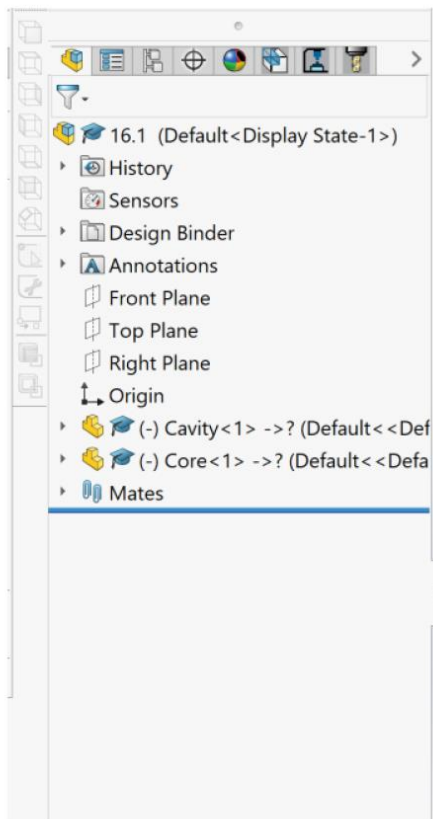 16.1 (Default<Display State-1>)
History
Sensors
Design Binder
Annotations
Front Plane
Top Plane
Right Plane
Origin
(-) Cavity<1> ->? (Default<<Def
(-) Core<1> ->? (Default<<Defa
Mates